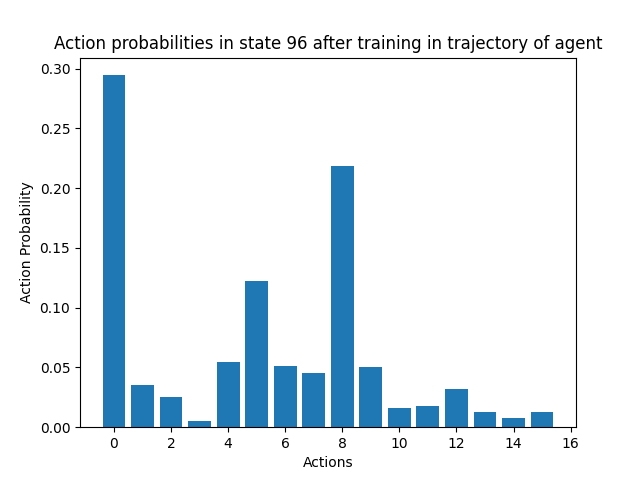 Action probabilities in state 96 after training in trajectory of agent
0.30
0.25
0.20
0.15
0.10
0.05
0.00
Action Probability
0 2 4 6 8 10 12 14 16
Actions